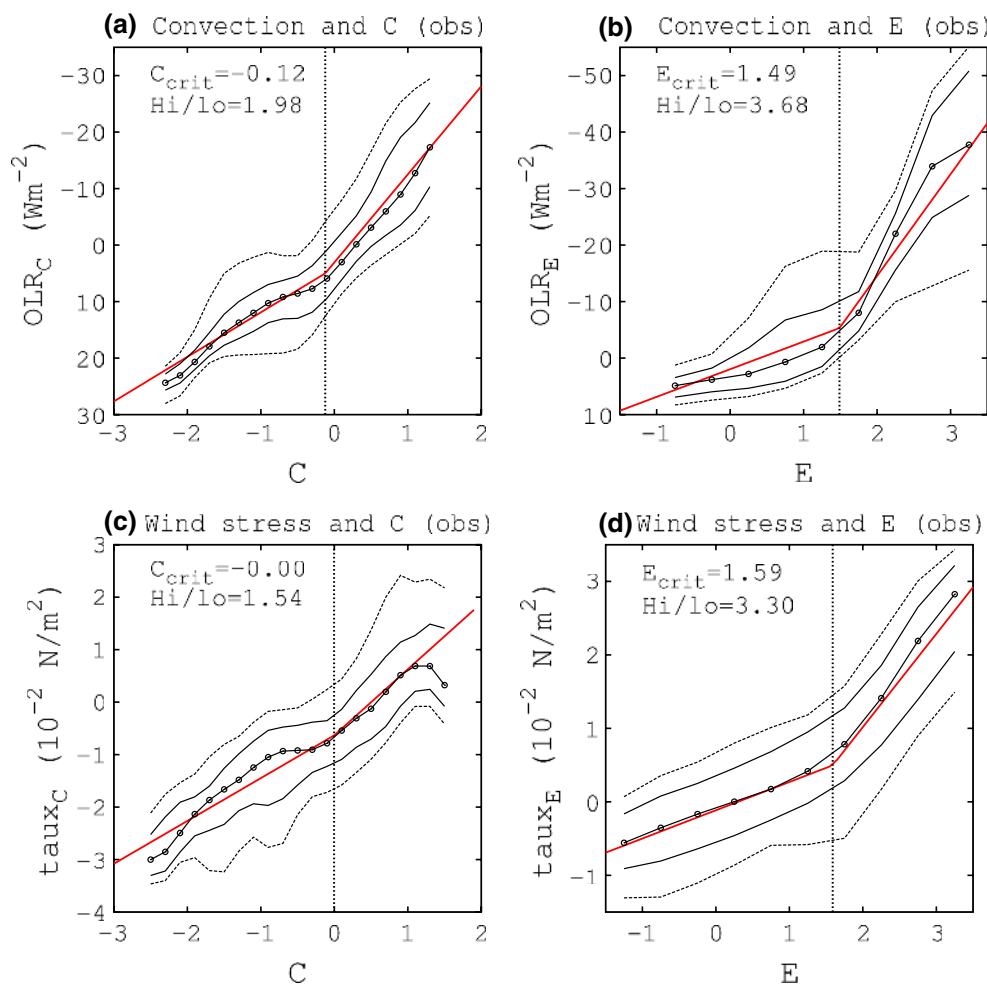 (a) Convection and C (obs)
C_crit=-0.12
Hi/lo=1.98
-30
-20
-10
0
10
20
30
OLR_C (Wm^-2)
-3 -2 -1 0 1 2
C
(b) Convection and E (obs)
E_crit=1.49
Hi/lo=3.68
-50
-40
-30
-20
-10
0
10
OLR_E (Wm^-2)
-1 0 1 2 3
E
(c) Wind stress and C (obs)
C_crit=-0.00
Hi/lo=1.54
3
2
1
0
-1
-2
-3
-4
taux_C (10^-2 N/m^2)
-3 -2 -1 0 1 2
C
(d) Wind stress and E (obs)
E_crit=1.59
Hi/lo=3.30
3
2
1
0
-1
taux_E (10^-2 N/m^2)
-1 0 1 2 3
E